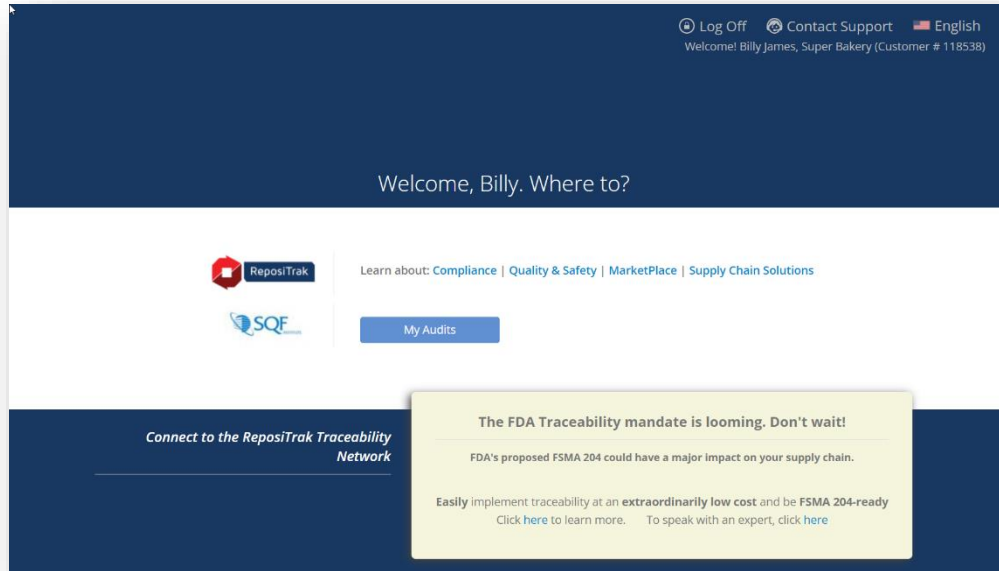 Log Off Contact Support English
Welcome! Billy James, Super Bakery (Customer # 118538)
Welcome, Billy. Where to?
ReposiTrak
Learn about: Compliance | Quality & Safety | MarketPlace | Supply Chain Solutions
SQF
My Audits
Connect to the ReposiTrak Traceability
Network
The FDA Traceability mandate is looming. Don't wait!
FDA's proposed FSMA 204 could have a major impact on your supply chain.
Easily implement traceability at an extraordinarily low cost and be FSMA 204-ready
Click here to learn more. To speak with an expert, click here